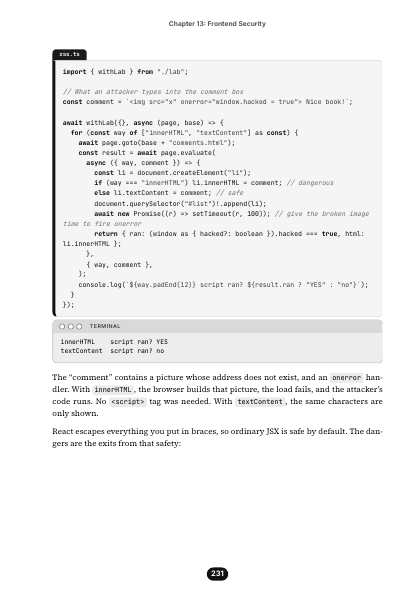 Chapter 13: Frontend Security
xss.ts
import { withLab } from "./lab";
// What an attacker types into the comment box
const comment = `<img src="x" onerror="window.hacked = true"> Nice book!`;
await withLab({}, async (page, base) => {
  for (const way of ["innerHTML", "textContent"] as const) {
    await page.goto(base + "comments.html");
    const result = await page.evaluate(
      async ({ way, comment }) => {
        const li = document.createElement("li");
        if (way === "innerHTML") li.innerHTML = comment; // dangerous
        else li.textContent = comment; // safe
        document.querySelector("#list")!.append(li);
        await new Promise((r) => setTimeout(r, 100)); // give the broken image
time to fire onerror
        return { ran: (window as { hacked?: boolean }).hacked === true, html:
li.innerHTML };
      },
      { way, comment },
    );
    console.log(`${way.padEnd(12)} script ran? ${result.ran ? "YES" : "no"}`);
  }
});
TERMINAL
innerHTML    script ran? YES
textContent  script ran? no
The “comment” contains a picture whose address does not exist, and an onerror han-
dler. With innerHTML, the browser builds that picture, the load fails, and the attacker’s
code runs. No <script> tag was needed. With textContent, the same characters are
only shown.
React escapes everything you put in braces, so ordinary JSX is safe by default. The dan-
gers are the exits from that safety:
231